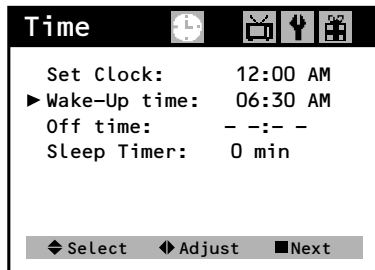 Time
Set Clock: 12:00 AM
►Wake-Up time: 06:30 AM
Off time: - -:- -
Sleep Timer: 0 min
Select Adjust Next